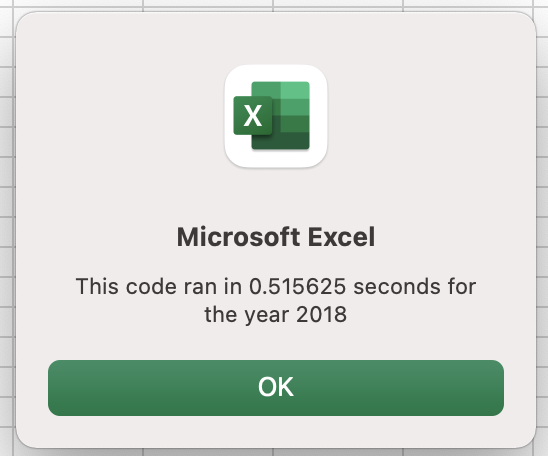 X
Microsoft Excel
This code ran in 0.515625 seconds for
the year 2018
OK